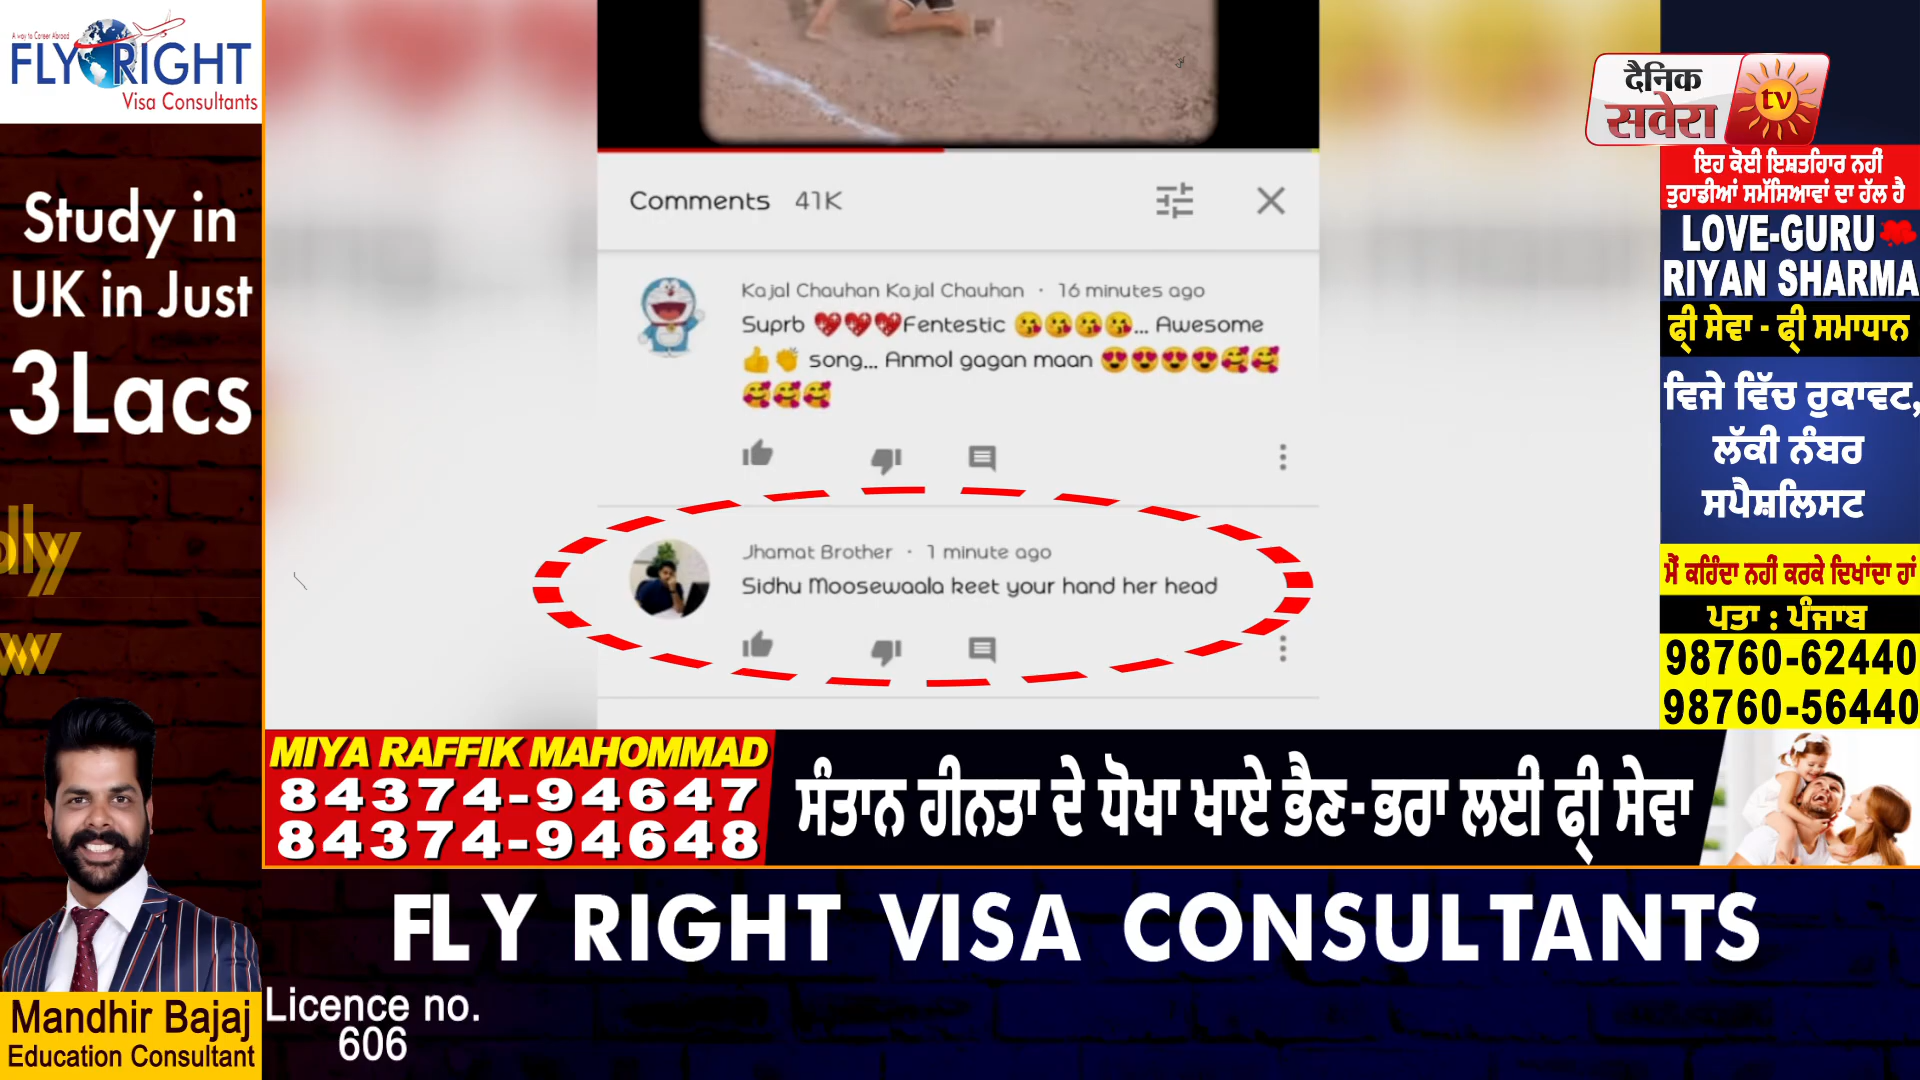 A way to Career Abroad
FLY RIGHT
Visa Consultants
Study in
UK in Just
3Lacs
dly
w
Mandhir Bajaj
Education Consultant
Comments 41K
Kajal Chauhan Kajal Chauhan · 16 minutes ago
Suprb 💖💖💖Fentestic 😘😘😘😘... Awesome
👍👏 song... Anmol gagan maan 😍😍😍😍🥰🥰
🥰🥰🥰
Jhamat Brother · 1 minute ago
Sidhu Moosewaala keet your hand her head
दैनिक
सवेरा
tv
ਇਹ ਕੋਈ ਇਸ਼ਤਹਿਾਰ ਨਹੀਂ
ਤੁਹਾਡੀਆਂ ਸਮੱਸਿਆਵਾਂ ਦਾ ਹੱਲ ਹੈ
LOVE-GURU
RIYAN SHARMA
ਫ੍ਰੀ ਸੇਵਾ - ਫ੍ਰੀ ਸਮਾਧਾਨ
ਵਿਜੇ ਵਿੱਚ ਰੁਕਾਵਟ,
ਲੱਕੀ ਨੰਬਰ
ਸਪੈਸ਼ਲਿਸਟ
ਮੈਂ ਕਹਿੰਦਾ ਨਹੀਂ ਕਰਕੇ ਦਿਖਾਂਦਾ ਹਾਂ
ਪਤਾ : ਪੰਜਾਬ
98760-62440
98760-56440
MIYA RAFFIK MAHOMMAD
84374-94647
84374-94648
ਸੰਤਾਨ ਹੀਨਤਾ ਦੇ ਧੋਖਾ ਖਾਏ ਭੈਣ-ਭਰਾ ਲਈ ਫ੍ਰੀ ਸੇਵਾ
FLY RIGHT VISA CONSULTANTS
Licence no.
606